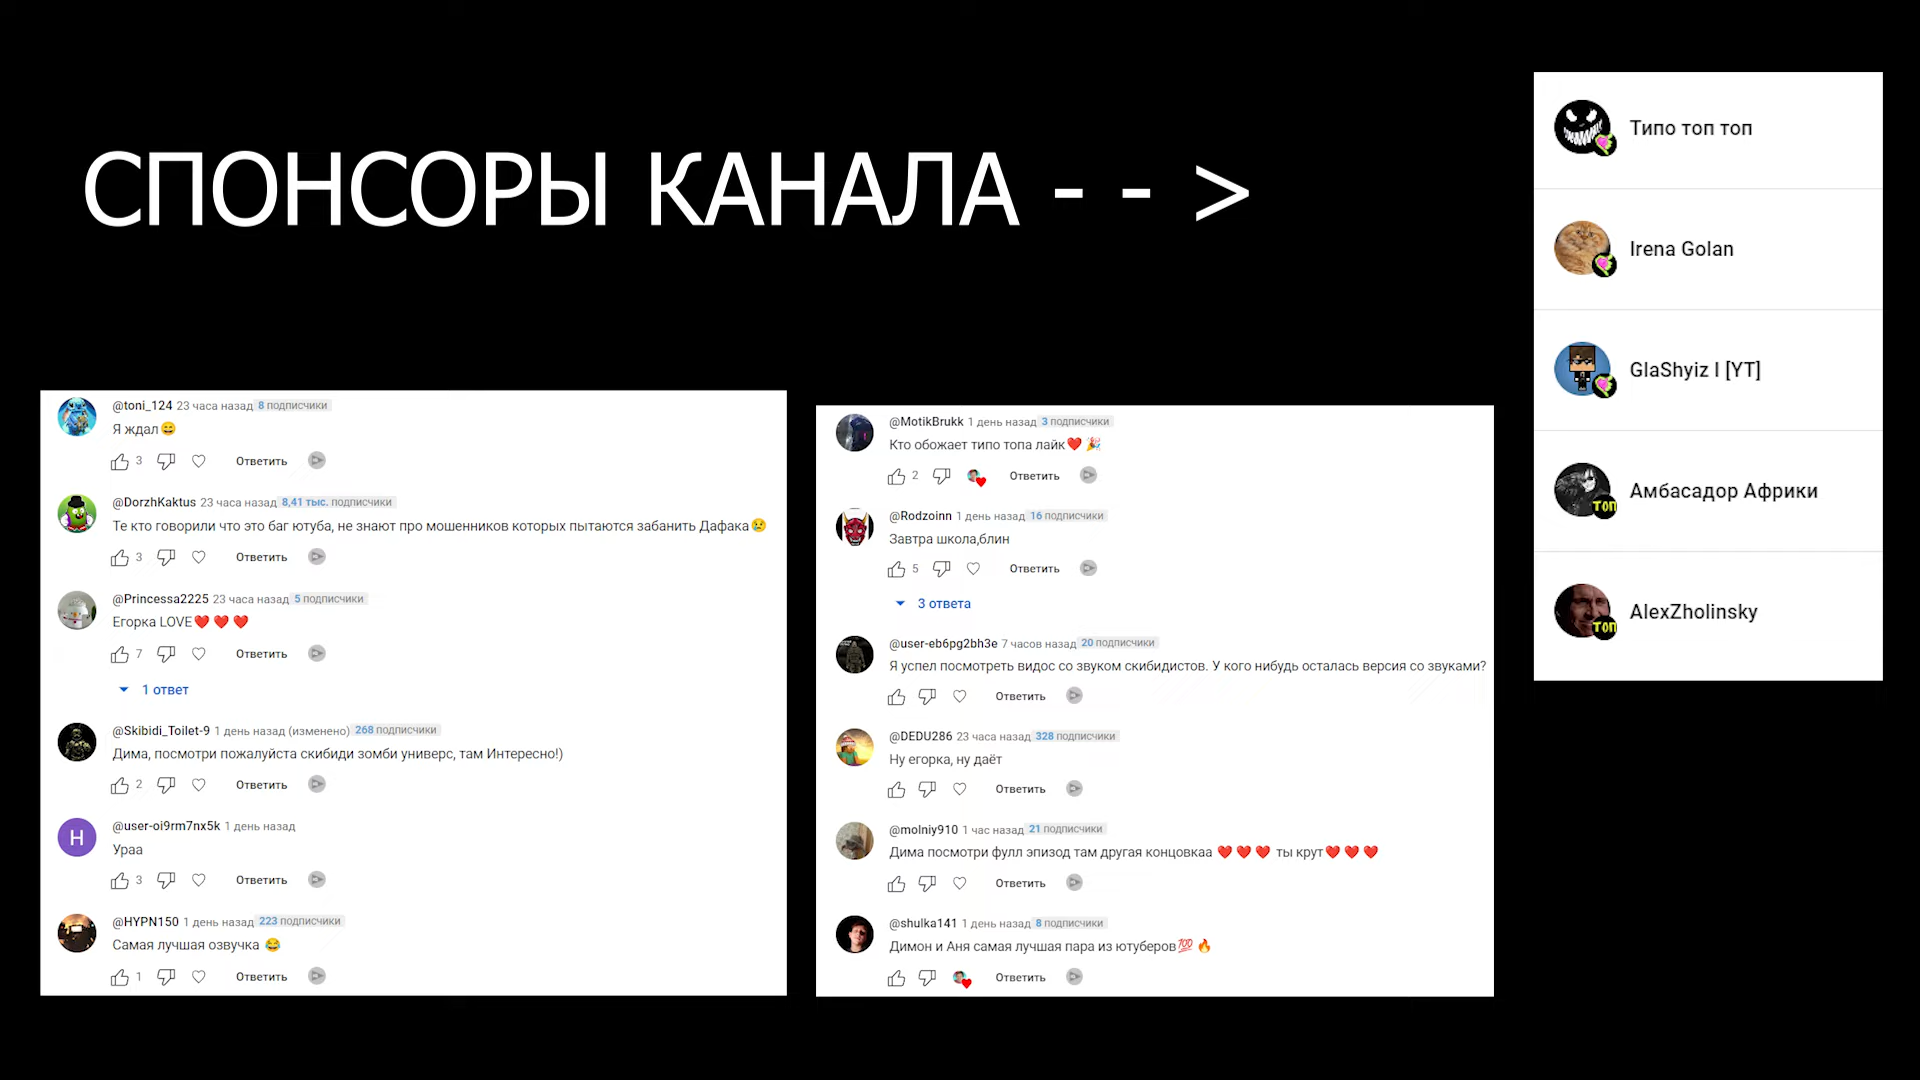 СПОНСОРЫ КАНАЛА - - >
@toni_124 23 часа назад 8 подписчики
Я ждал😄
3 Ответить
@DorzhKaktus 23 часа назад 8,41 тыс. подписчики
Те кто говорили что это баг ютуба, не знают про мошенников которых пытаются забанить Дафака😢
3 Ответить
@Princessa2225 23 часа назад 5 подписчики
Егорка LOVE❤️❤️❤️
7 Ответить
1 ответ
@Skibidi_Toilet-9 1 день назад (изменено) 268 подписчики
Дима, посмотри пожалуйста скибиди зомби универс, там Интересно!)
2 Ответить
H
@user-oi9rm7nx5k 1 день назад
Ураа
3 Ответить
@HYPN150 1 день назад 223 подписчики
Самая лучшая озвучка 😂
1 Ответить
@MotikBrukk 1 день назад 3 подписчики
Кто обожает типо топа лайк❤️🎉
2 Ответить
@Rodzoinn 1 день назад 16 подписчики
Завтра школа,блин
5 Ответить
3 ответа
@user-eb6pg2bh3e 7 часов назад 20 подписчики
Я успел посмотреть видос со звуком скибидистов. У кого нибудь осталась версия со звуками?
Ответить
@DEDU286 23 часа назад 328 подписчики
Ну егорка, ну даёт
Ответить
@molniy910 1 час назад 21 подписчики
Дима посмотри фулл эпизод там другая концовкаа ❤️❤️❤️ ты крут❤️❤️❤️
Ответить
@shulka141 1 день назад 8 подписчики
Димон и Аня самая лучшая пара из ютуберов💯🔥
Ответить
Типо топ топ
Irena Golan
GlaShyiz I [YT]
Амбасадор Африки
ТОП
AlexZholinsky
ТОП